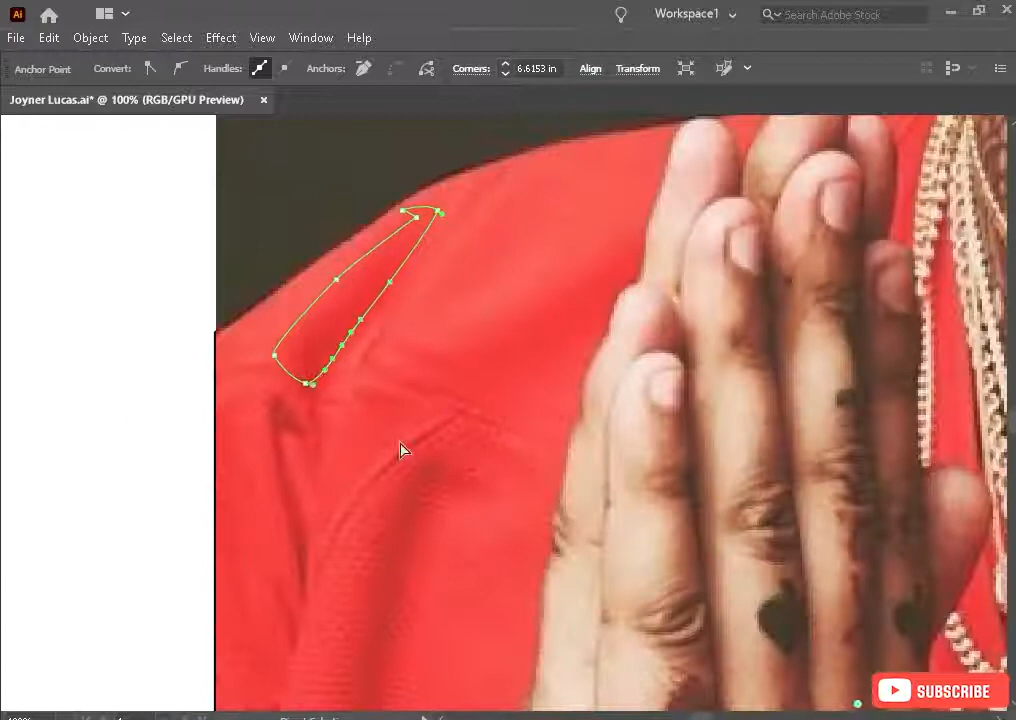 Ai
Workspace1
Search Adobe Stock
File Edit Object Type Select Effect View Window Help
Anchor Point Convert: Handles: Anchors: Corners: 6.6153 in Align Transform
Joyner Lucas.ai* @ 100% (RGB/GPU Preview) ×
SUBSCRIBE